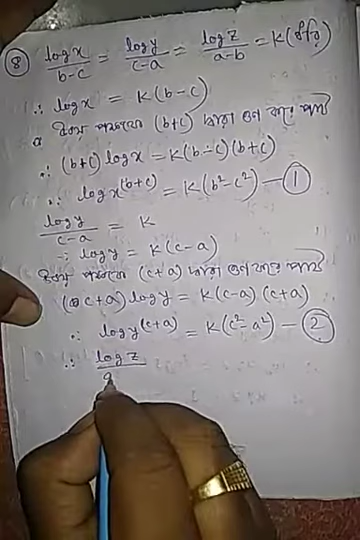 8 log x / b-c = log y / c-a = log z / a-b = K (ধরি)
∴ log x = K(b-c)
উভয় পক্ষকে (b+c) দ্বারা গুণ করে পাই
∴ (b+c) log x = K(b-c)(b+c)
∴ log x^(b+c) = K(b²-c²) — 1
log y / c-a = K
∴ log y = K(c-a)
উভয় পক্ষকে (c+a) দ্বারা গুণ করে পাই
(c+a) log y = K(c-a) (c+a)
∴ log y^(c+a) = K(c²-a²) — 2
∴ log z / a